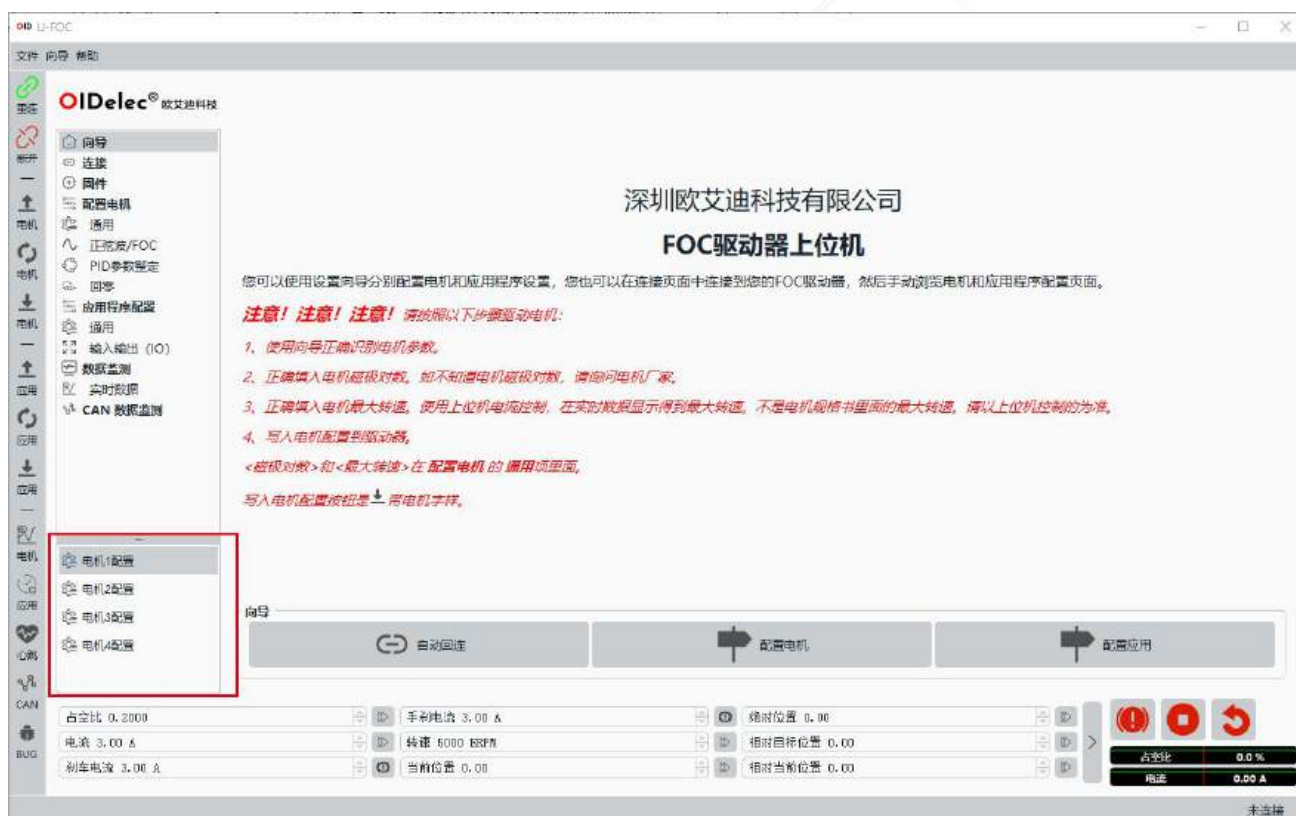 OID U-FOC
文件 向导 帮助
重连
断开
电机
电机
电机
应用
应用
应用
电机
应用
心跳
CAN
BUG
OIDelec® 欧艾迪科技
向导
连接
固件
配置电机
通用
正弦波/FOC
PID参数整定
回零
应用程序配置
通用
输入输出 (IO)
数据监测
实时数据
CAN 数据监测
电机1配置
电机2配置
电机3配置
电机4配置
深圳欧艾迪科技有限公司
FOC驱动器上位机
您可以使用设置向导分别配置电机和应用程序设置，您也可以在连接页面中连接到您的FOC驱动器，然后手动浏览电机和应用程序配置页面。
注意！注意！注意！请按照以下步骤驱动电机：
1、使用向导正确识别电机参数。
2、正确填入电机磁极对数。如不知道电机磁极对数，请询问电机厂家。
3、正确填入电机最大转速。使用上位机电流控制，在实时数据显示得到最大转速，不是电机规格书里面的最大转速，请以上位机控制的为准。
4、写入电机配置到驱动器。
<磁极对数>和<最大转速>在 配置电机 的 通用项里面。
写入电机配置按钮是 带电机字样。
向导
自动回连
配置电机
配置应用
占空比 0.2000
手刹电流 3.00 A
绝对位置 0.00
电流 3.00 A
转速 5000 ERPM
相对目标位置 0.00
刹车电流 3.00 A
当前位置 0.00
相对当前位置 0.00
占空比 0.0 %
电流 0.00 A
未连接